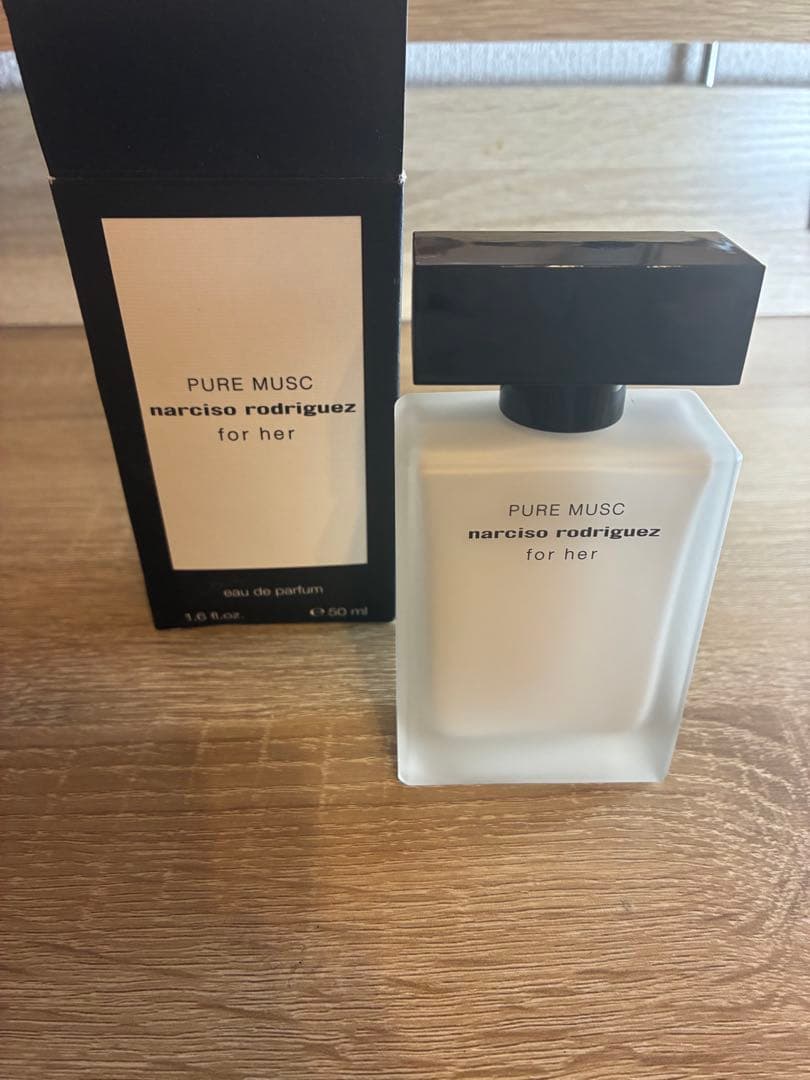 PURE MUSC
narciso rodriguez
for her
eau de parfum
1.6 fl.oz. ℮ 50 ml
PURE MUSC
narciso rodriguez
for her